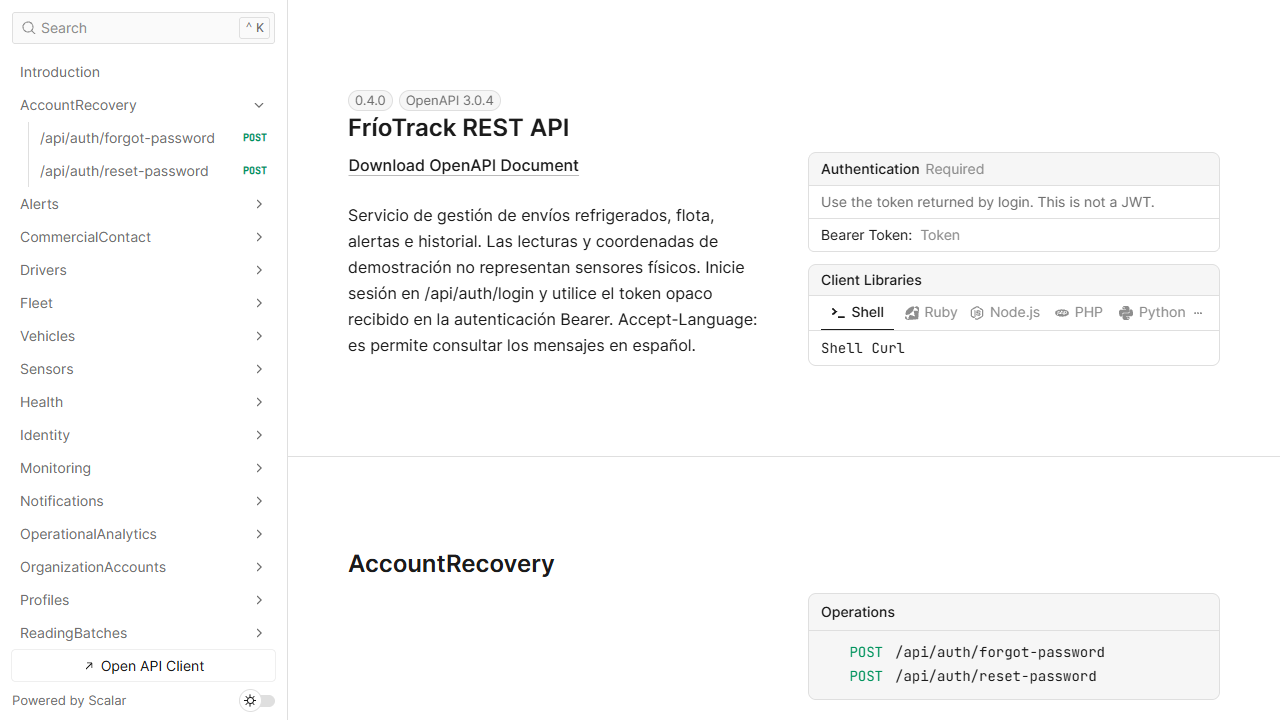 Search
^ K
Introduction
AccountRecovery
/api/auth/forgot-password POST
/api/auth/reset-password POST
Alerts
CommercialContact
Drivers
Fleet
Vehicles
Sensors
Health
Identity
Monitoring
Notifications
OperationalAnalytics
OrganizationAccounts
Profiles
ReadingBatches
Open API Client
Powered by Scalar
0.4.0 OpenAPI 3.0.4
FríoTrack REST API
Download OpenAPI Document
Servicio de gestión de envíos refrigerados, flota,
alertas e historial. Las lecturas y coordenadas de
demostración no representan sensores físicos. Inicie
sesión en /api/auth/login y utilice el token opaco
recibido en la autenticación Bearer. Accept-Language:
es permite consultar los mensajes en español.
Authentication Required
Use the token returned by login. This is not a JWT.
Bearer Token: Token
Client Libraries
Shell Ruby Node.js PHP Python ...
Shell Curl
AccountRecovery
Operations
POST /api/auth/forgot-password
POST /api/auth/reset-password